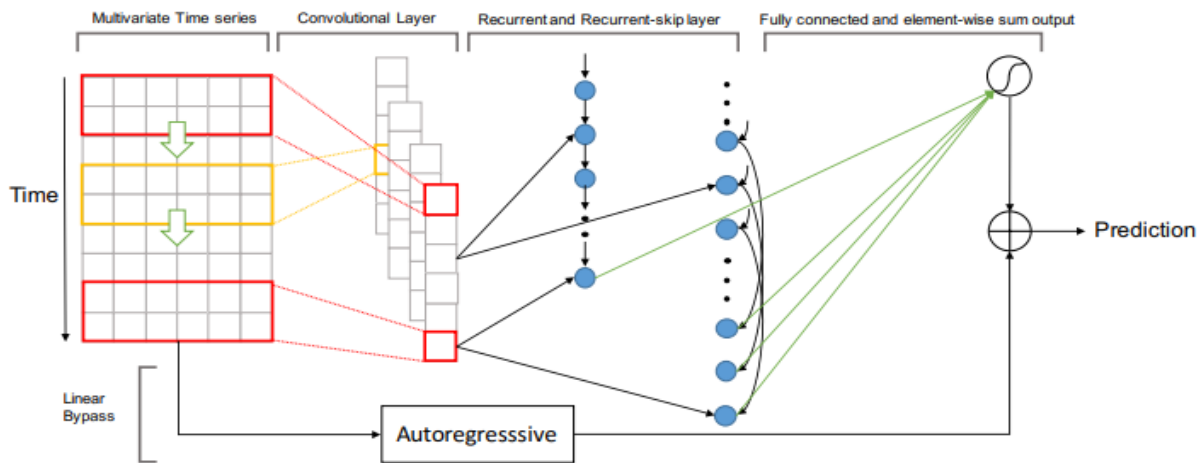 Multivariate Time series
Convolutional Layer
Recurrent and Recurrent-skip layer
Fully connected and element-wise sum output
Time
Prediction
Linear
Bypass
Autoregresssive